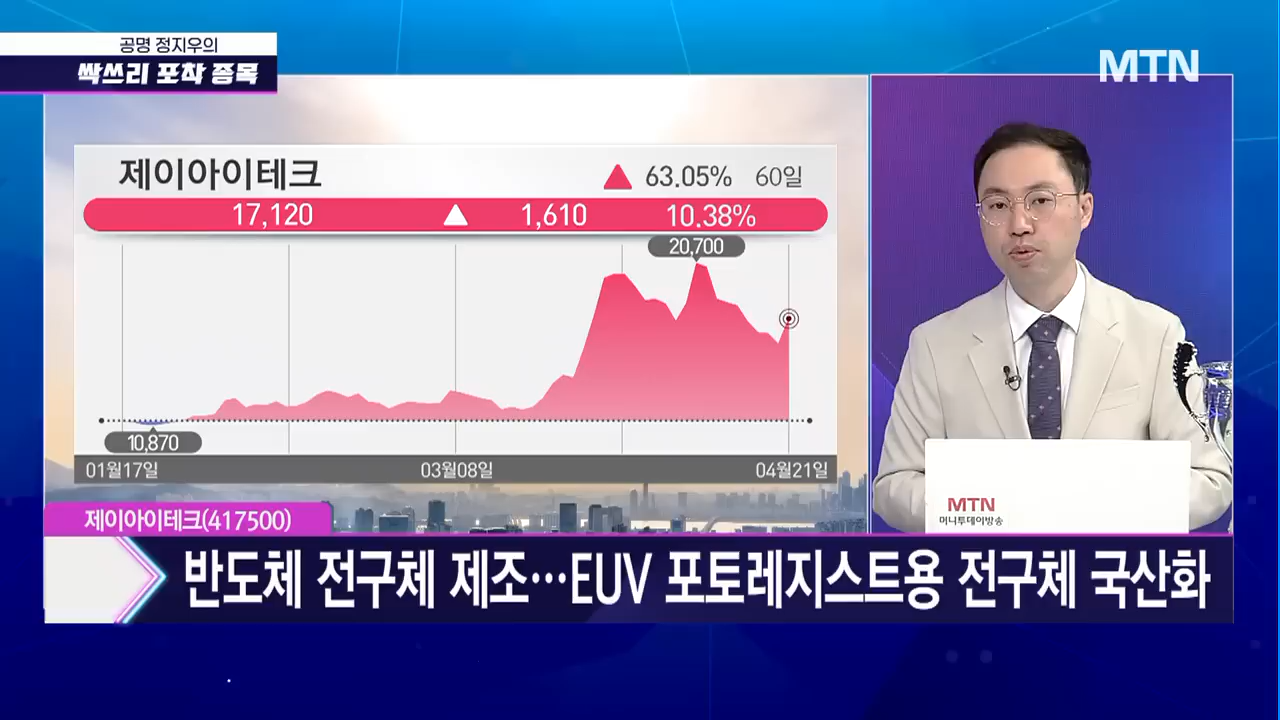 공명 정지우의
싹쓰리 포착 종목
MTN
제이아이테크
▲ 63.05% 60일
17,120 ▲ 1,610 10.38%
20,700
10,870
01월17일 03월08일 04월21일
MTN
머니투데이방송
제이아이테크(417500)
반도체 전구체 제조…EUV 포토레지스트용 전구체 국산화